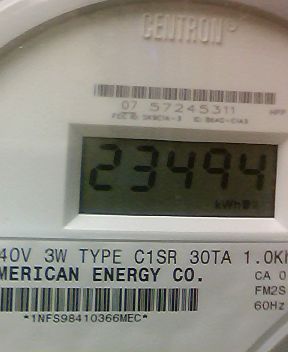 CENTRON
07 57245311
23494
kWh
40V 3W TYPE C1SR 30TA 1.0Kh
MERICAN ENERGY CO.
CA 0
FM2S
60Hz
*1NFS98410366MEC*